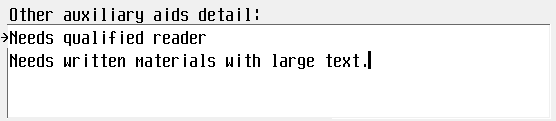 Other auxiliary aids detail:
→Needs qualified reader
Needs written materials with large text.